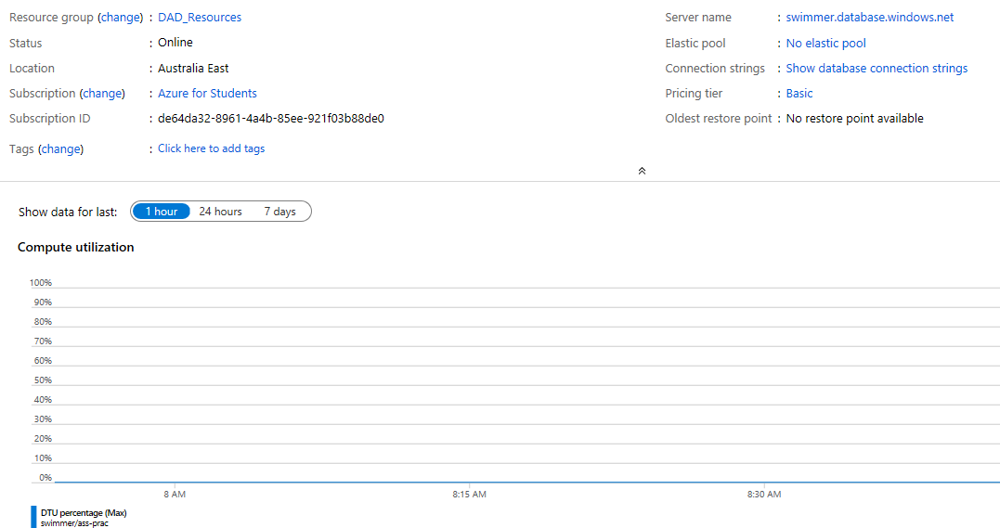 Resource group (change) : DAD_Resources
Status : Online
Location : Australia East
Subscription (change) : Azure for Students
Subscription ID : de64da32-8961-4a4b-85ee-921f03b88de0
Tags (change) : Click here to add tags
Server name : swimmer.database.windows.net
Elastic pool : No elastic pool
Connection strings : Show database connection strings
Pricing tier : Basic
Oldest restore point : No restore point available
Show data for last: 1 hour 24 hours 7 days
Compute utilization
100%
90%
80%
70%
60%
50%
40%
30%
20%
10%
0%
8 AM 8:15 AM 8:30 AM
DTU percentage (Max)
swimmer/ass-prac